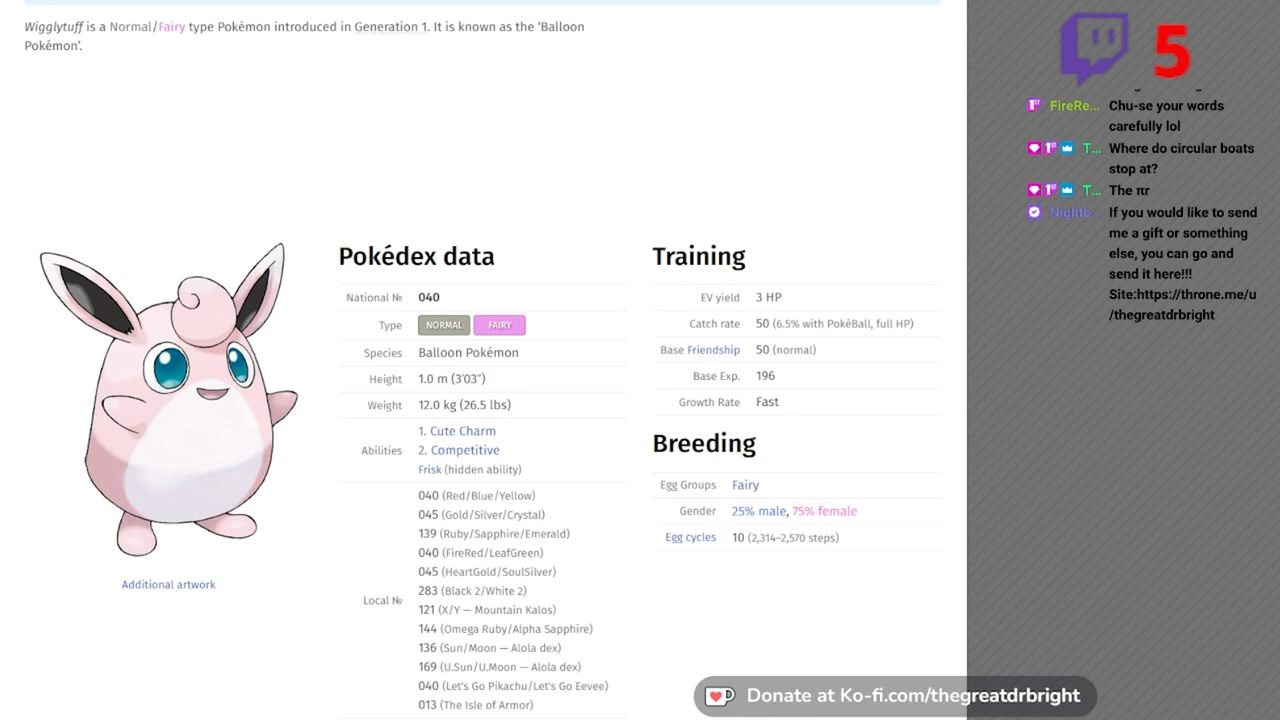 Wigglytuff is a Normal/Fairy type Pokémon introduced in Generation 1. It is known as the ‘Balloon
Pokémon’.
Additional artwork
Pokédex data
National № 040
Type NORMAL FAIRY
Species Balloon Pokémon
Height 1.0 m (3′03″)
Weight 12.0 kg (26.5 lbs)
Abilities 1. Cute Charm
2. Competitive
Frisk (hidden ability)
Local № 040 (Red/Blue/Yellow)
045 (Gold/Silver/Crystal)
139 (Ruby/Sapphire/Emerald)
040 (FireRed/LeafGreen)
045 (HeartGold/SoulSilver)
283 (Black 2/White 2)
121 (X/Y — Mountain Kalos)
144 (Omega Ruby/Alpha Sapphire)
136 (Sun/Moon — Alola dex)
169 (U.Sun/U.Moon — Alola dex)
040 (Let's Go Pikachu/Let's Go Eevee)
013 (The Isle of Armor)
Training
EV yield 3 HP
Catch rate 50 (6.5% with PokéBall, full HP)
Base Friendship 50 (normal)
Base Exp. 196
Growth Rate Fast
Breeding
Egg Groups Fairy
Gender 25% male, 75% female
Egg cycles 10 (2,314–2,570 steps)
5
1ST FireRe... Chu-se your words
carefully lol
1ST T... Where do circular boats
stop at?
1ST T... The πr
Nightb... If you would like to send
me a gift or something
else, you can go and
send it here!!!
Site:https://throne.me/u
/thegreatdrbright
Donate at Ko-fi.com/thegreatdrbright